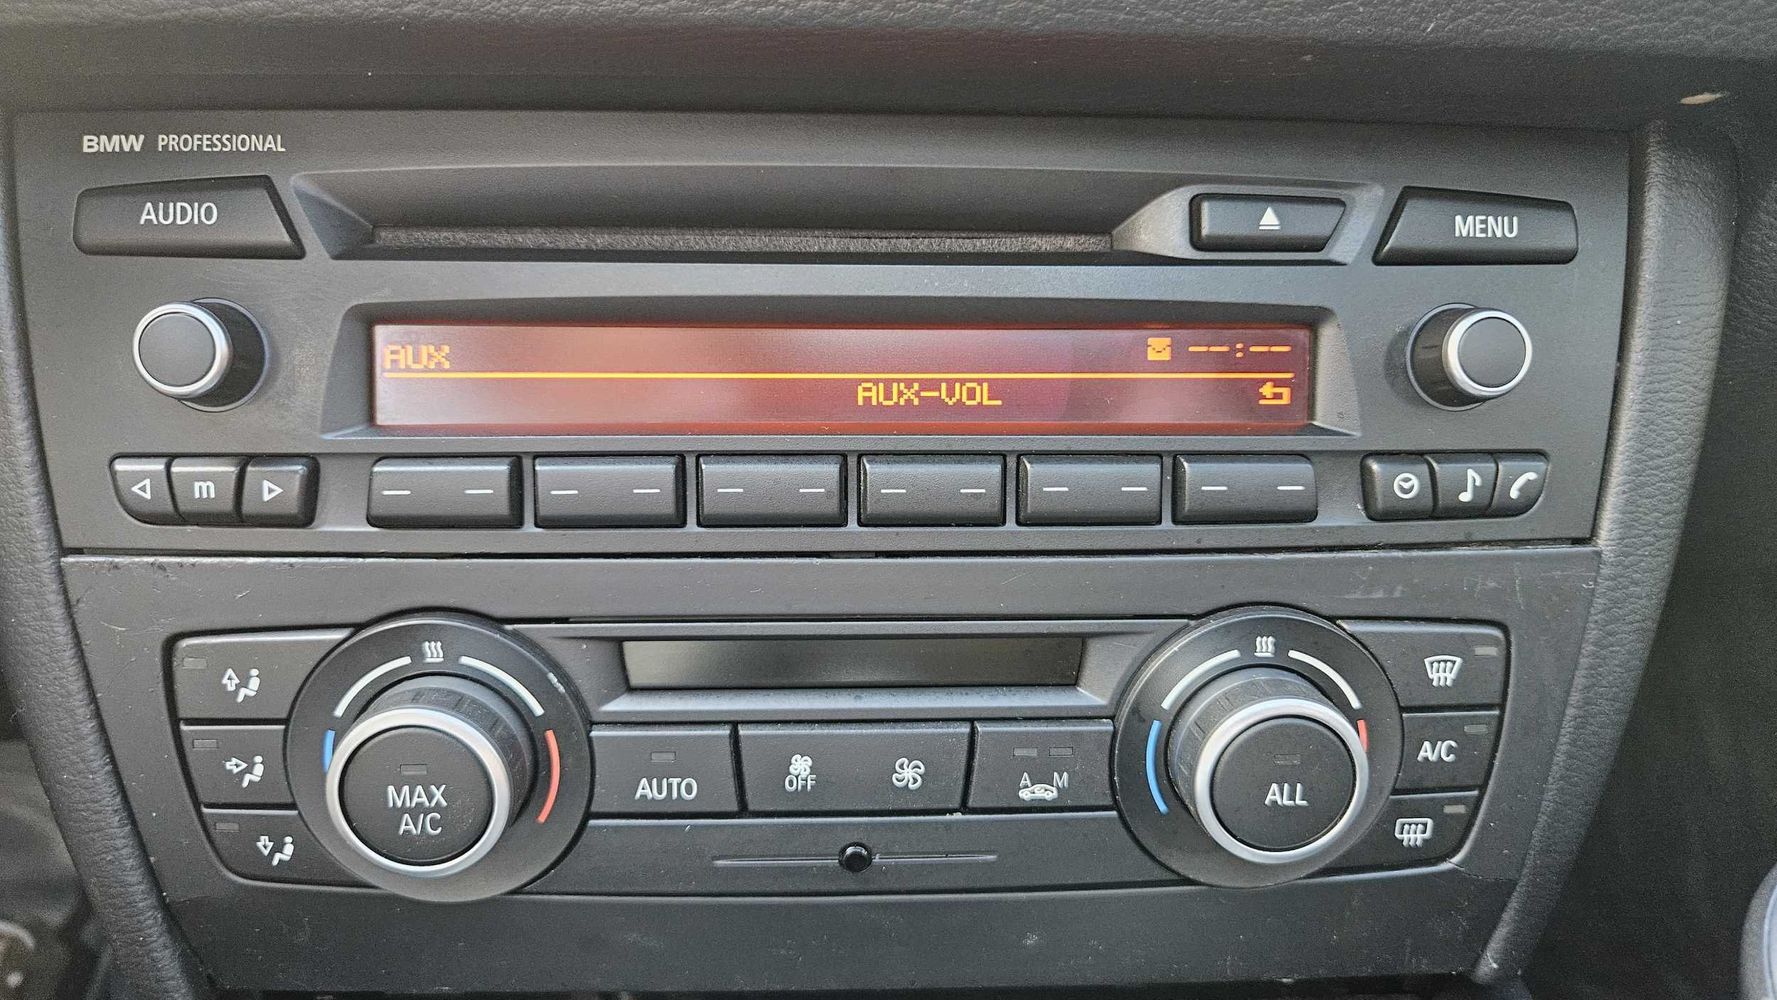 BMW PROFESSIONAL
AUDIO
MENU
AUX
--:--
AUX-VOL
m
MAX
A/C
AUTO
OFF
A M
ALL
A/C